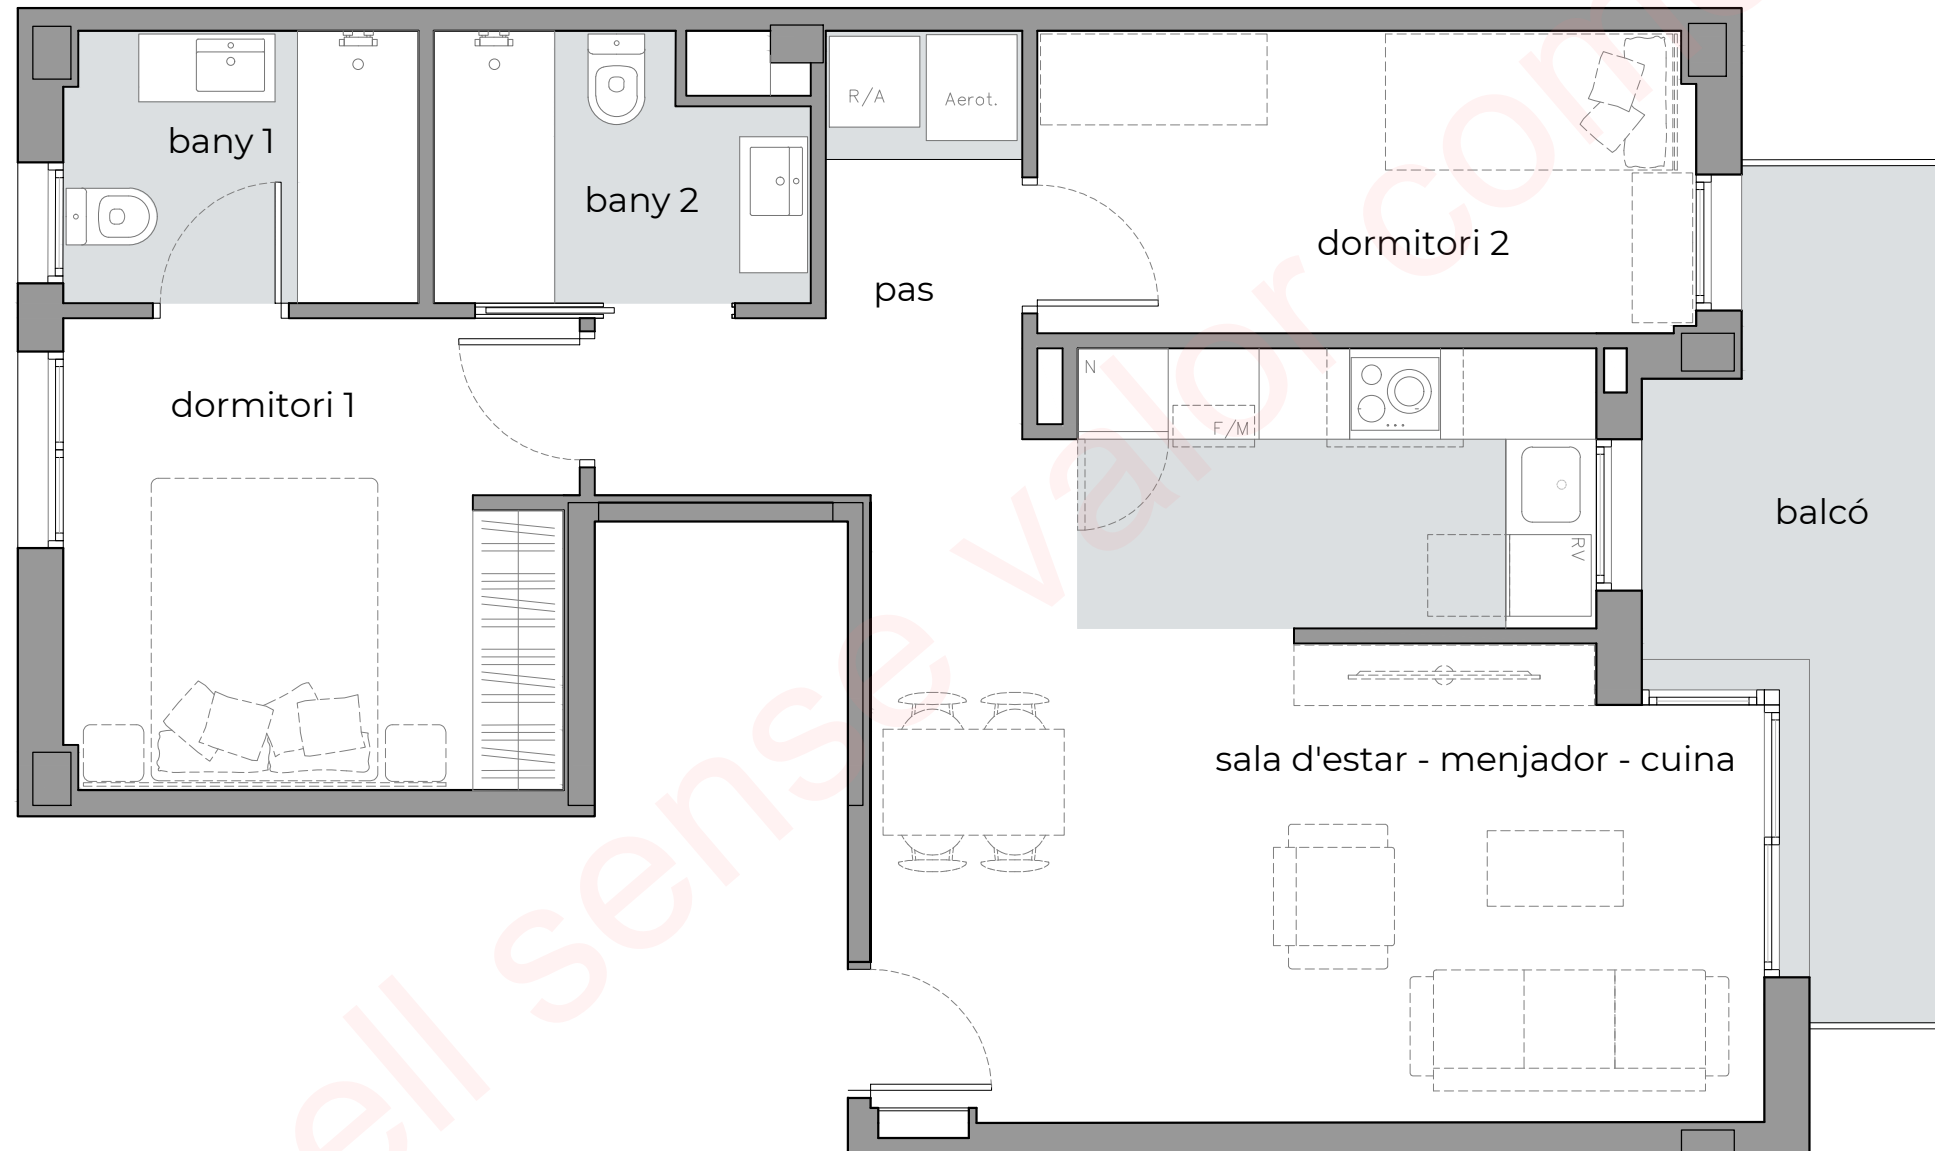 bany 1
bany 2
R/A
Aerot.
dormitori 2
pas
dormitori 1
N
F/M
RV
balcó
sala d'estar - menjador - cuina
ell sense valor com